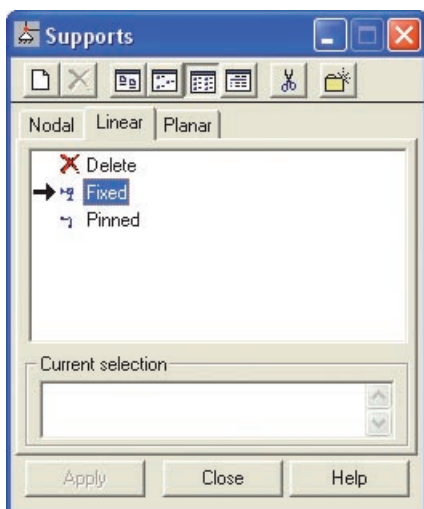 Supports
Nodal Linear Planar
Delete
Fixed
Pinned
Current selection
Apply Close Help